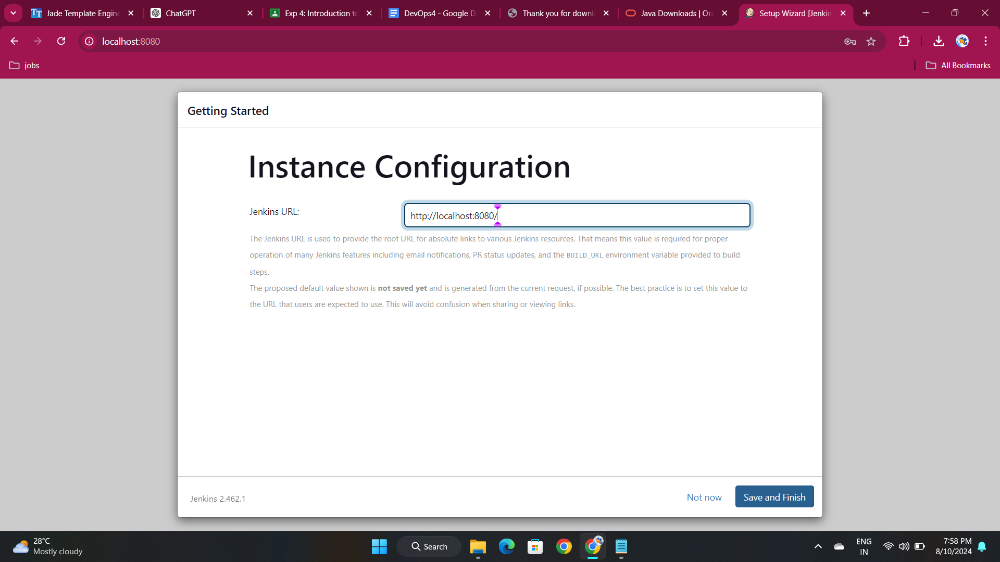 Jade Template Engine
ChatGPT
Exp 4: Introduction to
DevOps4 - Google D
Thank you for downl
Java Downloads | Ora
Setup Wizard [Jenkin
localhost:8080
jobs
All Bookmarks
Getting Started
Instance Configuration
Jenkins URL:
http://localhost:8080/
The Jenkins URL is used to provide the root URL for absolute links to various Jenkins resources. That means this value is required for proper
operation of many Jenkins features including email notifications, PR status updates, and the BUILD_URL environment variable provided to build
steps.
The proposed default value shown is not saved yet and is generated from the current request, if possible. The best practice is to set this value to
the URL that users are expected to use. This will avoid confusion when sharing or viewing links.
Jenkins 2.462.1
Not now
Save and Finish
28°C
Mostly cloudy
Search
ENG
IN
7:58 PM
8/10/2024